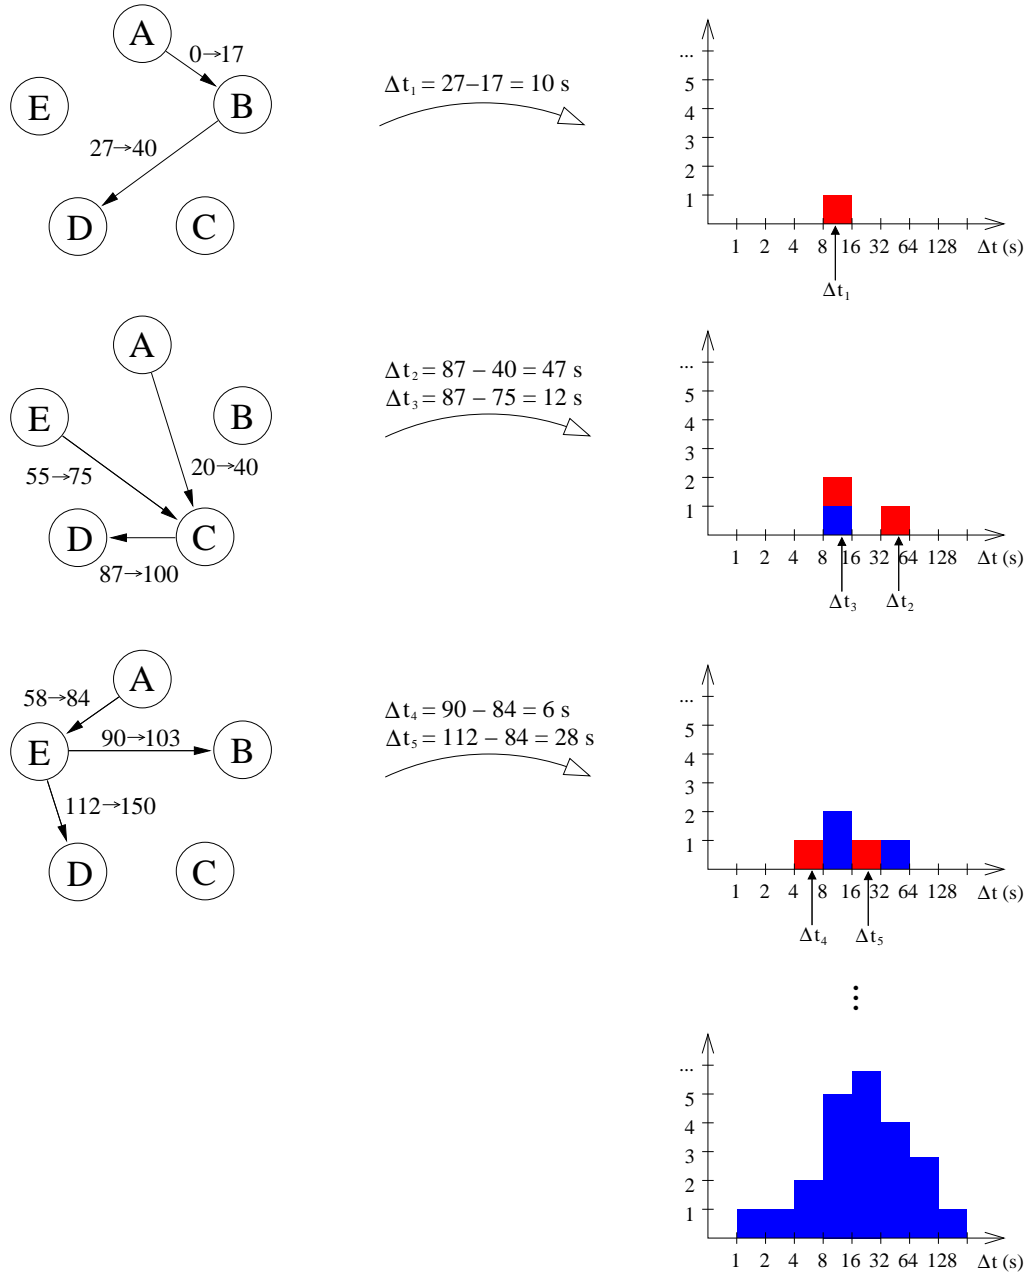 A
0→17
E
B
27→40
D
C
Δt₁ = 27–17 = 10 s
...
5
4
3
2
1
1 2 4 8 16 32 64 128 Δt (s)
Δt₁
A
E
B
55→75
20→40
D
C
87→100
Δt₂ = 87 – 40 = 47 s
Δt₃ = 87 – 75 = 12 s
...
5
4
3
2
1
1 2 4 8 16 32 64 128 Δt (s)
Δt₃ Δt₂
A
58→84
E
90→103
B
112→150
D
C
Δt₄ = 90 – 84 = 6 s
Δt₅ = 112 – 84 = 28 s
...
5
4
3
2
1
1 2 4 8 16 32 64 128 Δt (s)
Δt₄ Δt₅
⋮
...
5
4
3
2
1
1 2 4 8 16 32 64 128 Δt (s)